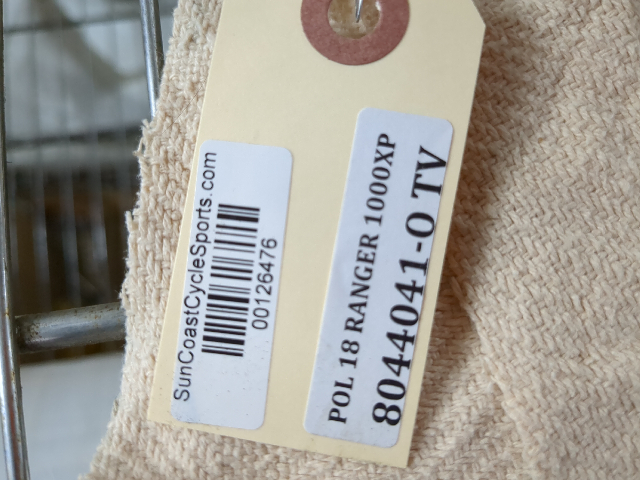 SunCoastCycleSports.com
00126476
POL 18 RANGER 1000XP
8044041-O TV